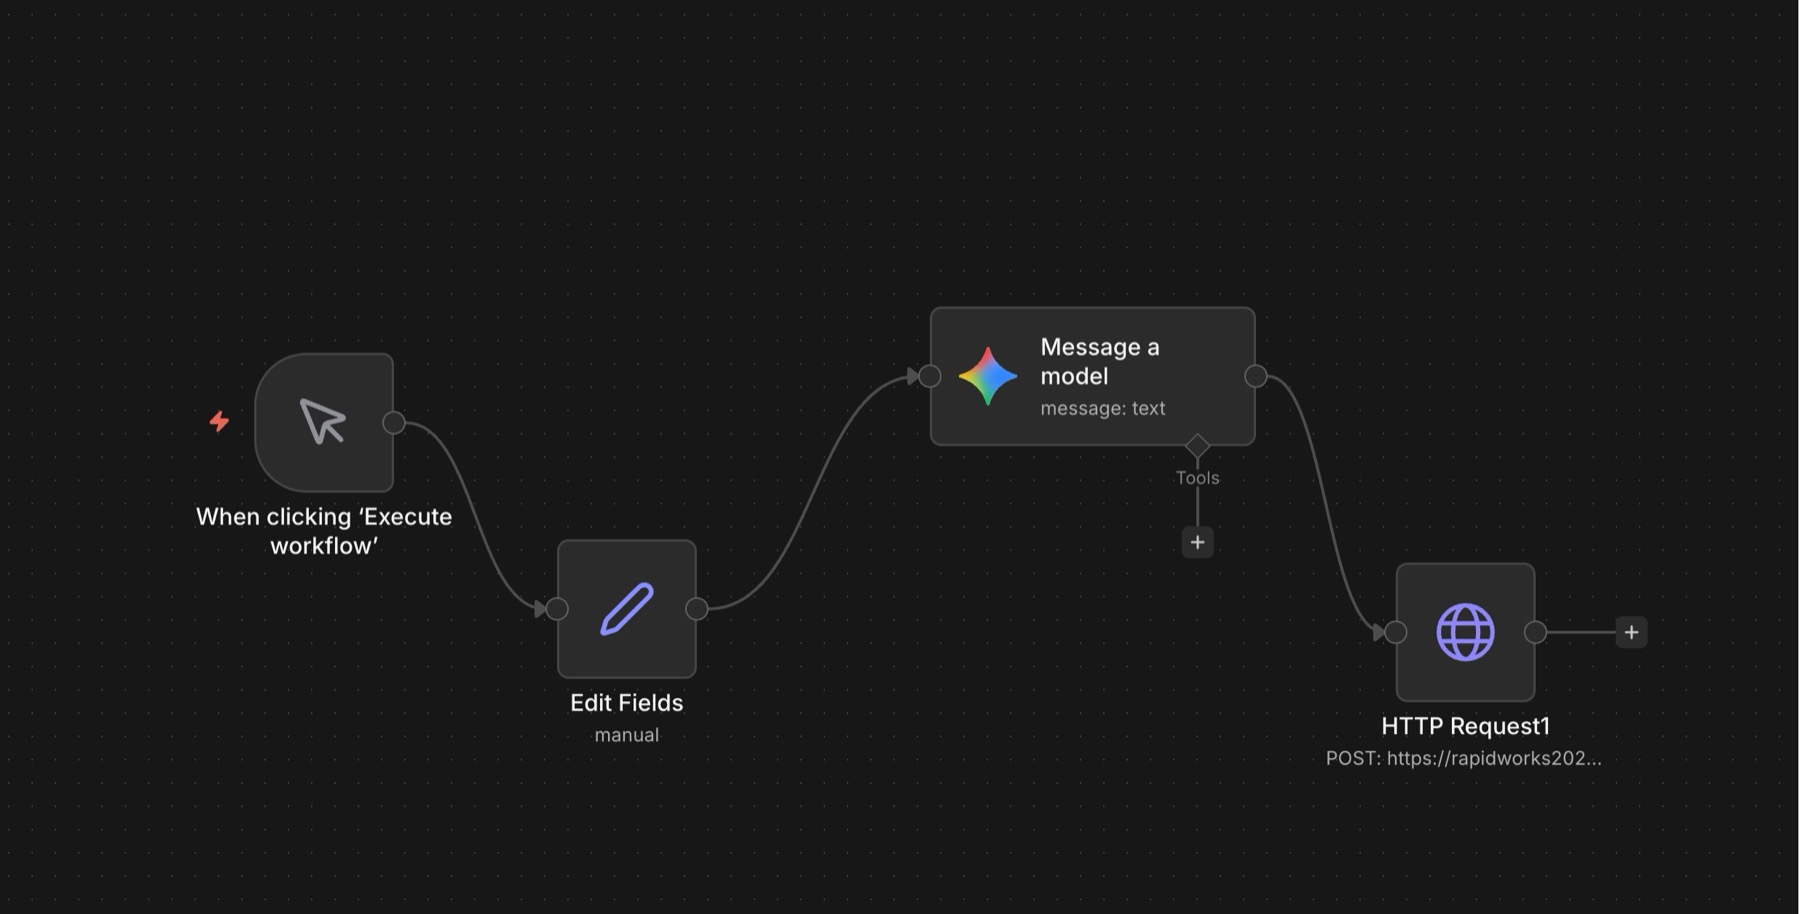 When clicking ‘Execute
workflow’
Edit Fields
manual
Message a
model
message: text
Tools
HTTP Request1
POST: https://rapidworks202...